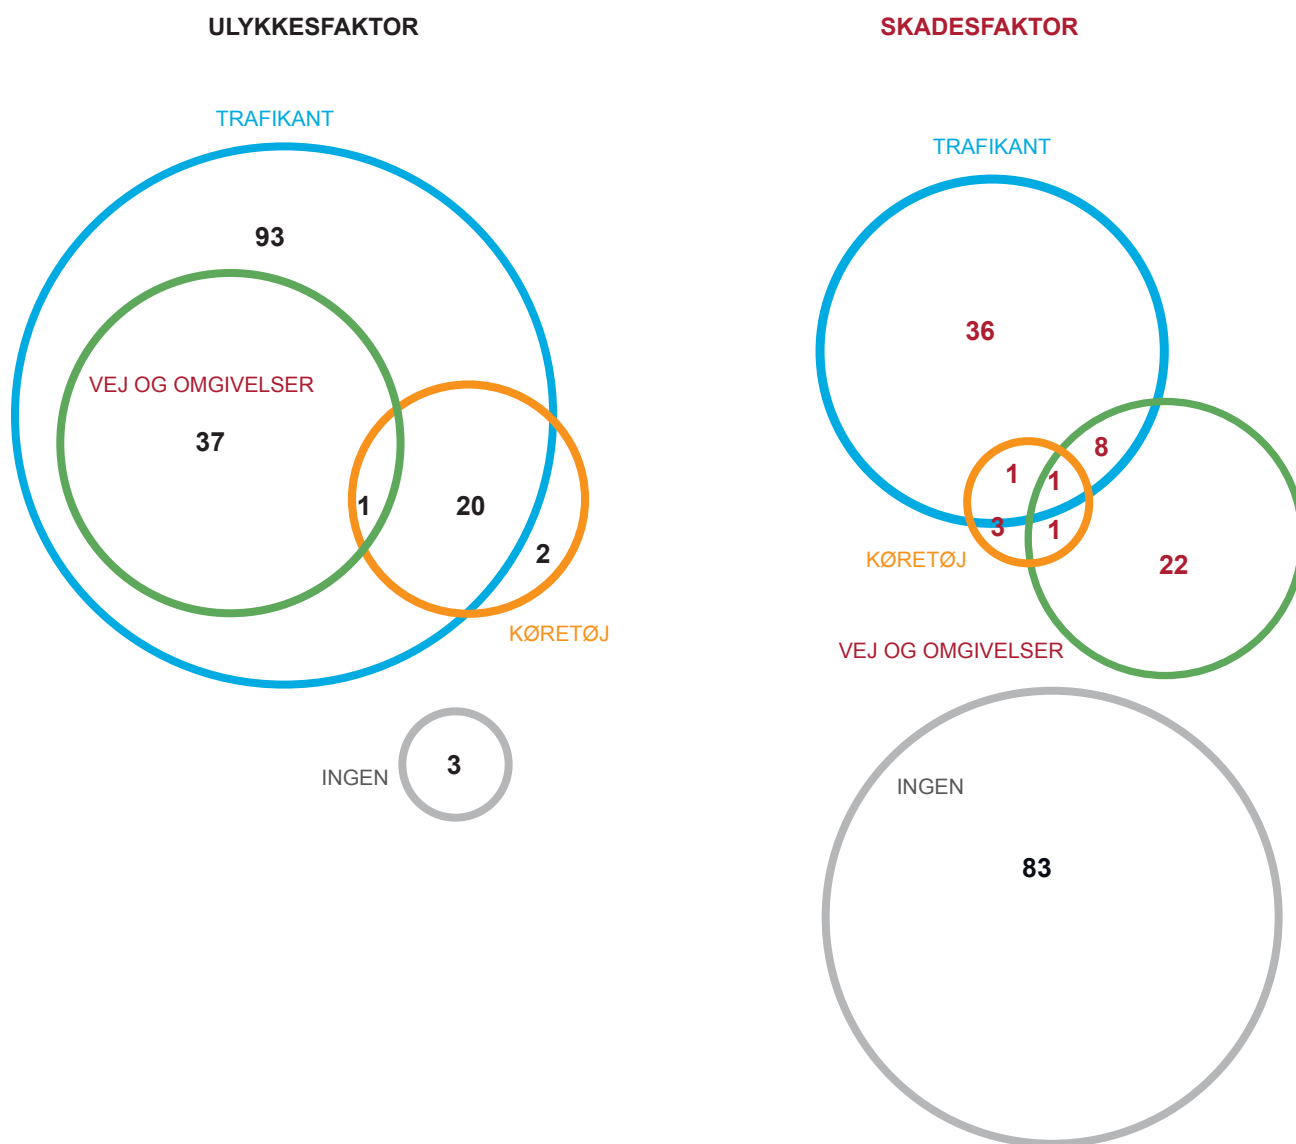 ULYKKESFAKTOR
TRAFIKANT
93
VEJ OG OMGIVELSER
37
1
20
2
KØRETØJ
INGEN
3
SKADESFAKTOR
TRAFIKANT
36
8
1
1
3
1
KØRETØJ
22
VEJ OG OMGIVELSER
INGEN
83